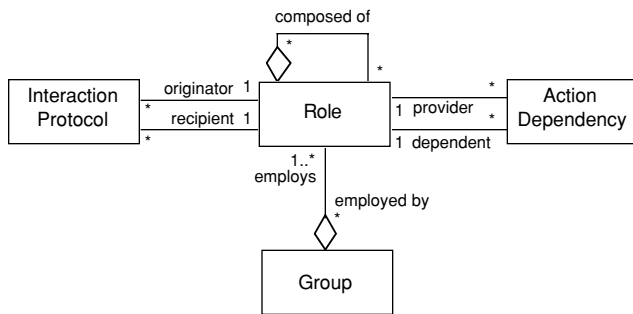 composed of
* *
originator 1
Interaction
Protocol
*
recipient 1
*
Role
*
1 provider
*
1 dependent
Action
Dependency
1..*
employs
employed by
*
Group